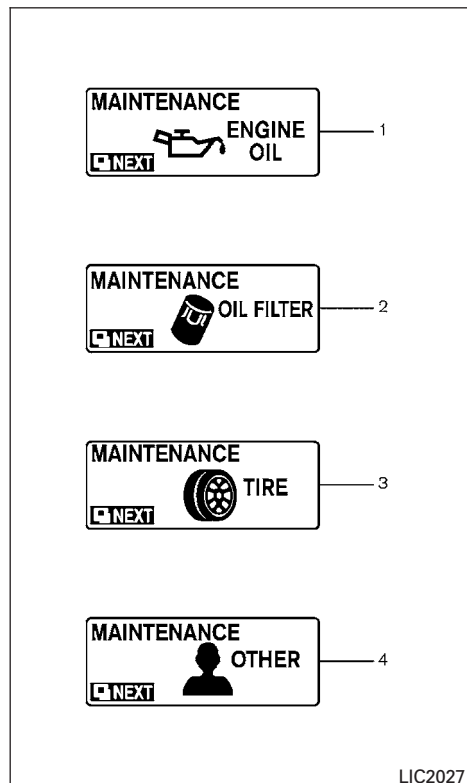 MAINTENANCE
ENGINE
OIL
NEXT
1
MAINTENANCE
OIL FILTER
NEXT
2
MAINTENANCE
TIRE
NEXT
3
MAINTENANCE
OTHER
NEXT
4
LIC2027